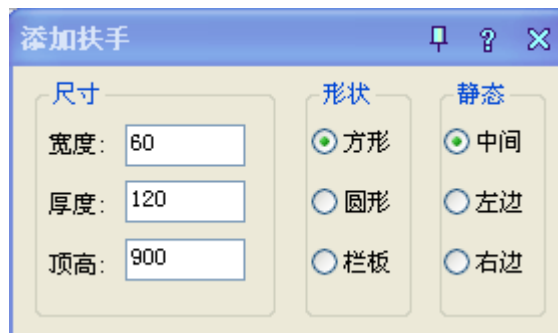 添加扶手
尺寸
宽度: 60
厚度: 120
顶高: 900
形状
方形
圆形
栏板
静态
中间
左边
右边